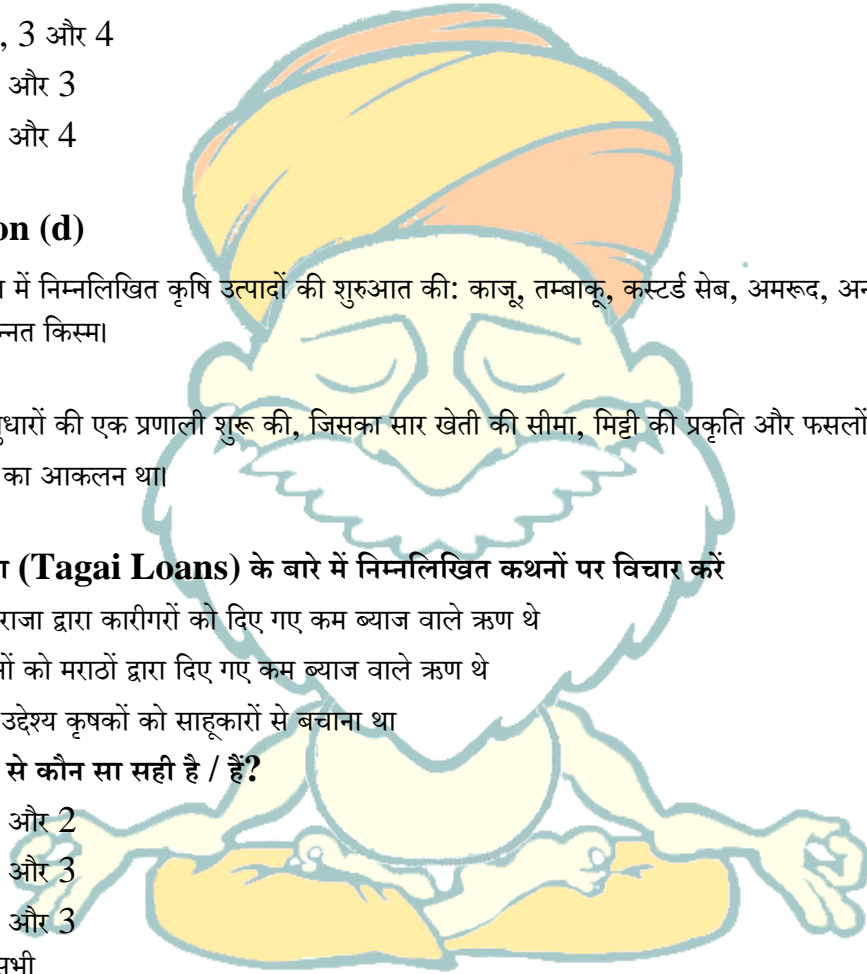 , 3 और 4
और 3
और 4
on (d)
में निम्नलिखित कृषि उत्पादों की शुरुआत की: काजू, तम्बाकू, कस्टर्ड सेब, अमरूद,
किस्म।
की एक प्रणाली शुरू की, जिसका सार खेती की सीमा, मिट्टी की प्रकृति और फसलों
का आकलन था।
(Tagai Loans) के बारे में निम्नलिखित कथनों पर विचार करें
राजा द्वारा कारीगरों को दिए गए कम ब्याज वाले ऋण थे
को मराठों द्वारा दिए गए कम ब्याज वाले ऋण थे
उद्देश्य कृषकों को साहूकारों से बचाना था
से कौन सा सही है / हैं?
और 2
और 3
और 3
सभी